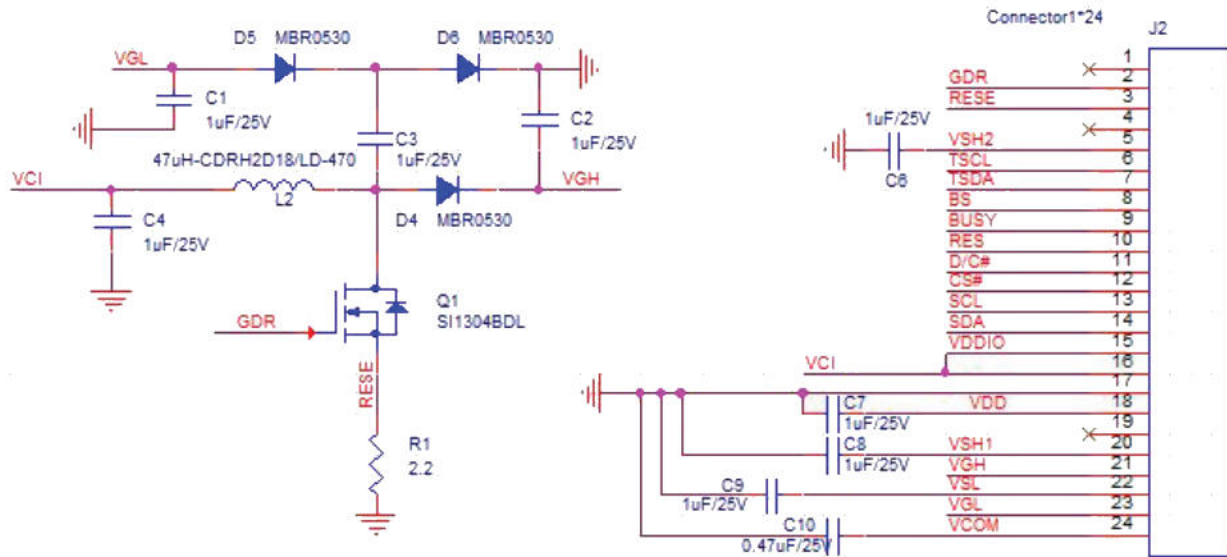 Connector1*24
J2
D5 MBR0530
D6 MBR0530
VGL
C1
1uF/25V
C3
1uF/25V
C2
1uF/25V
47uH-CDRH2D18/LD-470
VCI
L2
VGH
D4 MBR0530
C4
1uF/25V
Q1
SI1304BDL
GDR
RESE
R1
2.2
1
GDR 2
RESE 3
4
1uF/25V
C6
VSH2 5
TSCL 6
TSDA 7
BS 8
BUSY 9
RES 10
D/C# 11
CS# 12
SCL 13
SDA 14
VDDIO 15
VCI 16
17
C7
1uF/25V
VDD 18
19
C8
1uF/25V
VSH1 20
VGH 21
C9
1uF/25V
VSL 22
VGL 23
C10
0.47uF/25V
VCOM 24